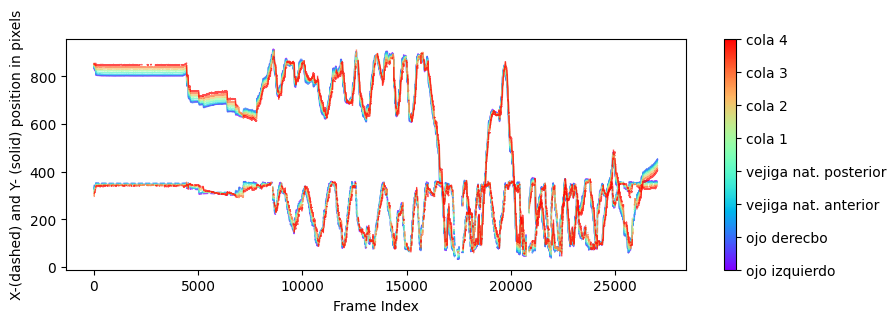 X-(dashed) and Y- (solid) position in pixels
800
600
400
200
0
0
5000
10000
15000
20000
25000
Frame Index
cola 4
cola 3
cola 2
cola 1
vejiga nat. posterior
vejiga nat. anterior
ojo derecbo
ojo izquierdo